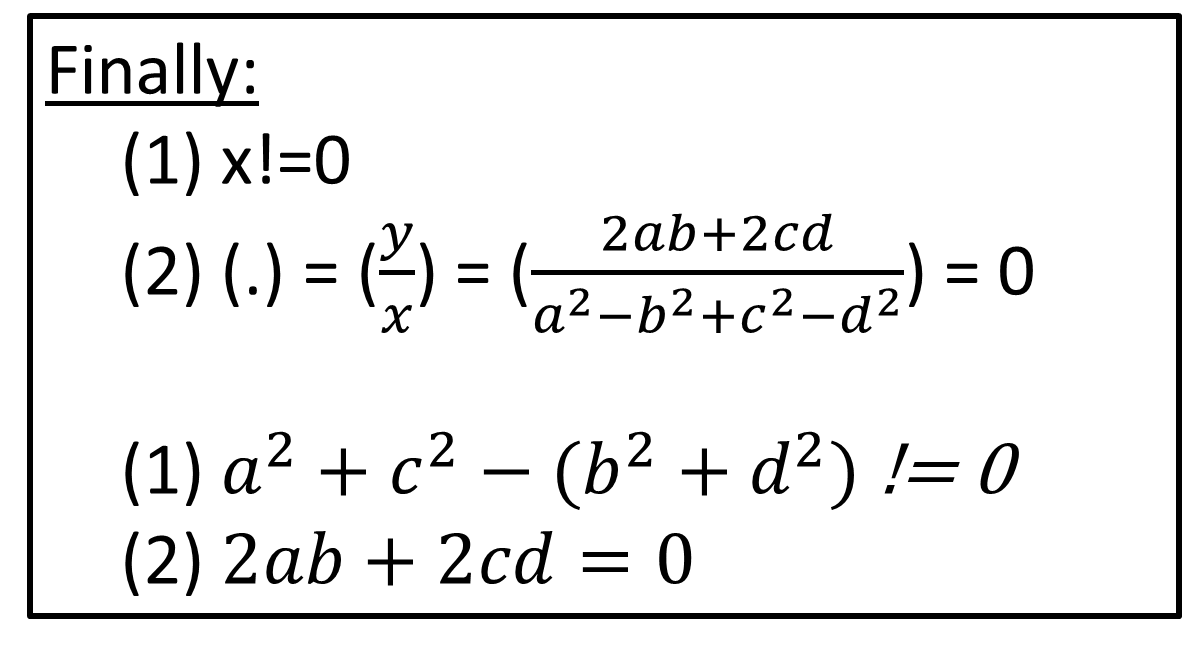 Finally:
(1) x!=0
(2) (.) = (y/x) = ((2ab+2cd)/(a²−b²+c²−d²)) = 0
(1) a² + c² − (b² + d²) != 0
(2) 2ab + 2cd = 0